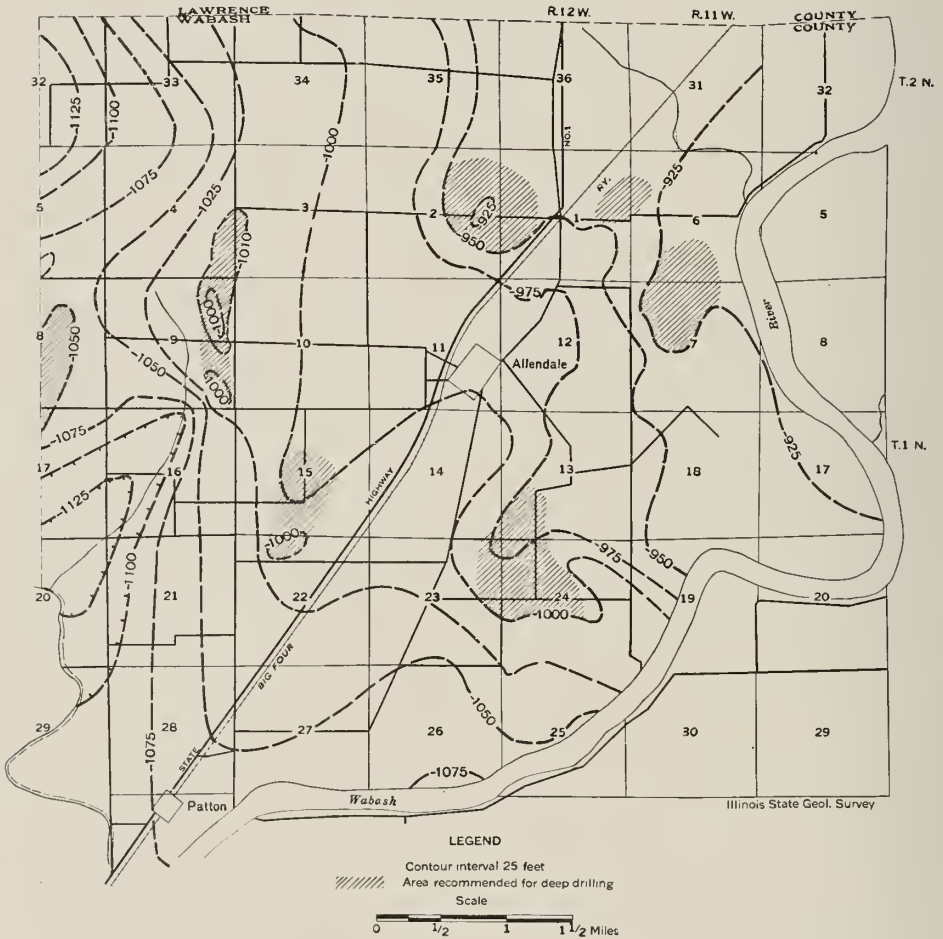 LAWRENCE COUNTY
WABASH COUNTY
R.12 W. R.11 W.
T.2 N.
T.1 N.
32 33 34 35 36 31 32
5 4 3 2 1 6 5
8 9 10 11 12 8
17 16 15 14 13 18 17
20 21 22 23 24 19 20
29 28 27 26 25 30 29
-1125
-1100
-1075
-1025
-1000
-925
-925
-950
-1010
-1000
-975
-1050
-1050
-1000
-1075
-1125
-1100
-1000
-925
-975
-950
-1000
-1050
-1075
-1075
NO.1
RY.
River
Allendale
HIGHWAY
BIG FOUR
STATE
Patton
Wabash
Illinois State Geol. Survey
LEGEND
Contour interval 25 feet
Area recommended for deep drilling
Scale
0 1/2 1 1 1/2 Miles